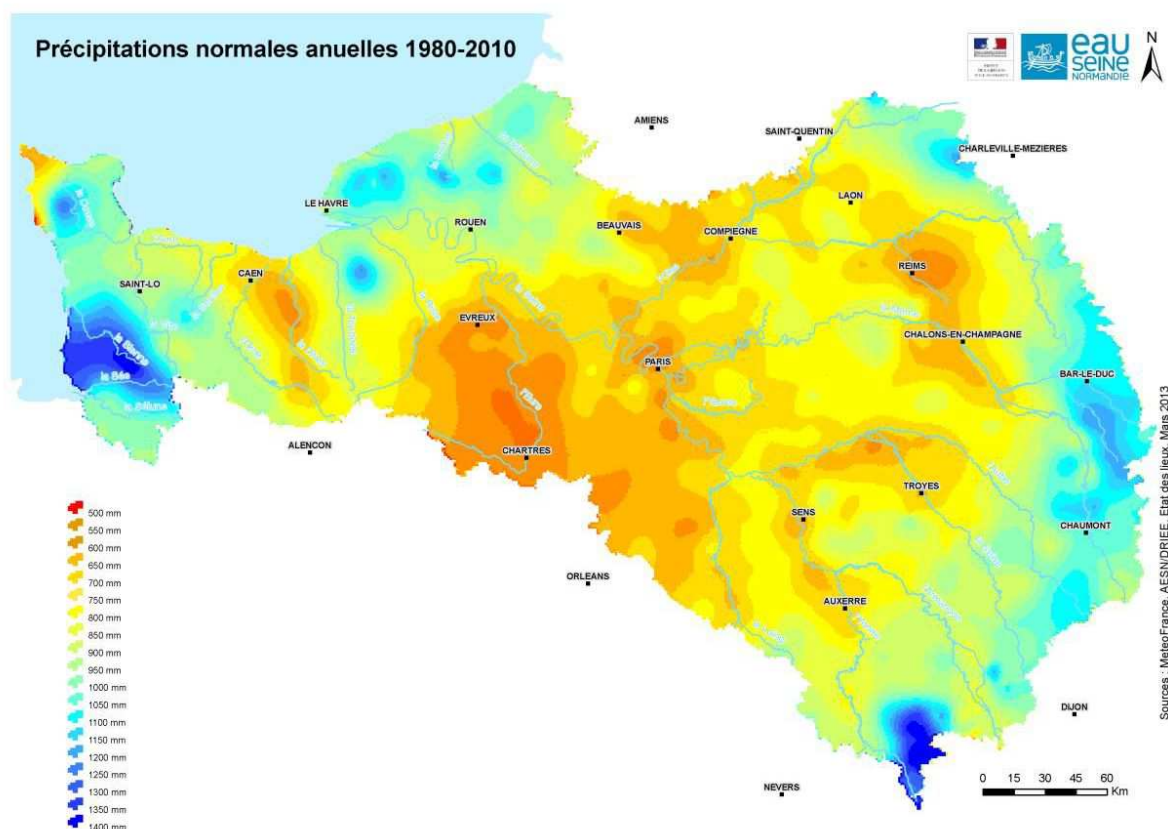 Précipitations normales anuelles 1980-2010
eau
SEINE
NORMANDIE
N
AMIENS
SAINT-QUENTIN
CHARLEVILLE-MEZIERES
LAON
LE HAVRE
ROUEN
BEAUVAIS
COMPIEGNE
REIMS
CAEN
SAINT-LO
EVREUX
PARIS
CHALONS-EN-CHAMPAGNE
BAR-LE-DUC
la Sienne
la Sée
la Sélune
l'Eure
la Seine
la Marne
ALENCON
CHARTRES
TROYES
SENS
CHAUMONT
ORLEANS
AUXERRE
DIJON
NEVERS
500 mm
550 mm
600 mm
650 mm
700 mm
750 mm
800 mm
850 mm
900 mm
950 mm
1000 mm
1050 mm
1100 mm
1150 mm
1200 mm
1250 mm
1300 mm
1350 mm
1400 mm
0 15 30 45 60
Km
Sources : MeteoFrance, AESN/DRIEE, Etat des lieux, Mars 2013